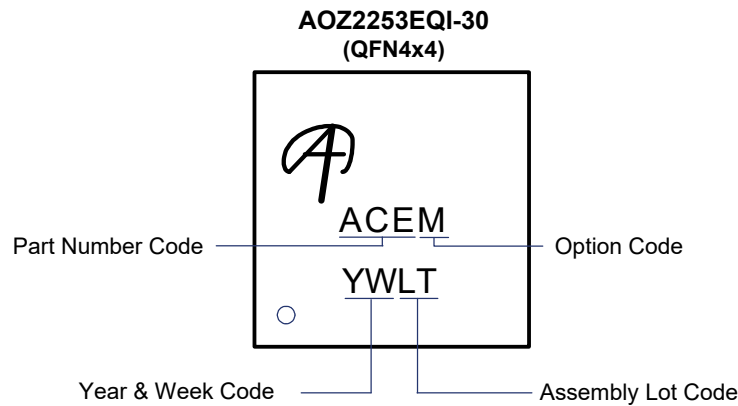 AOZ2253EQI-30
(QFN4x4)
ACEM
Part Number Code
Option Code
YWLT
Year & Week Code
Assembly Lot Code